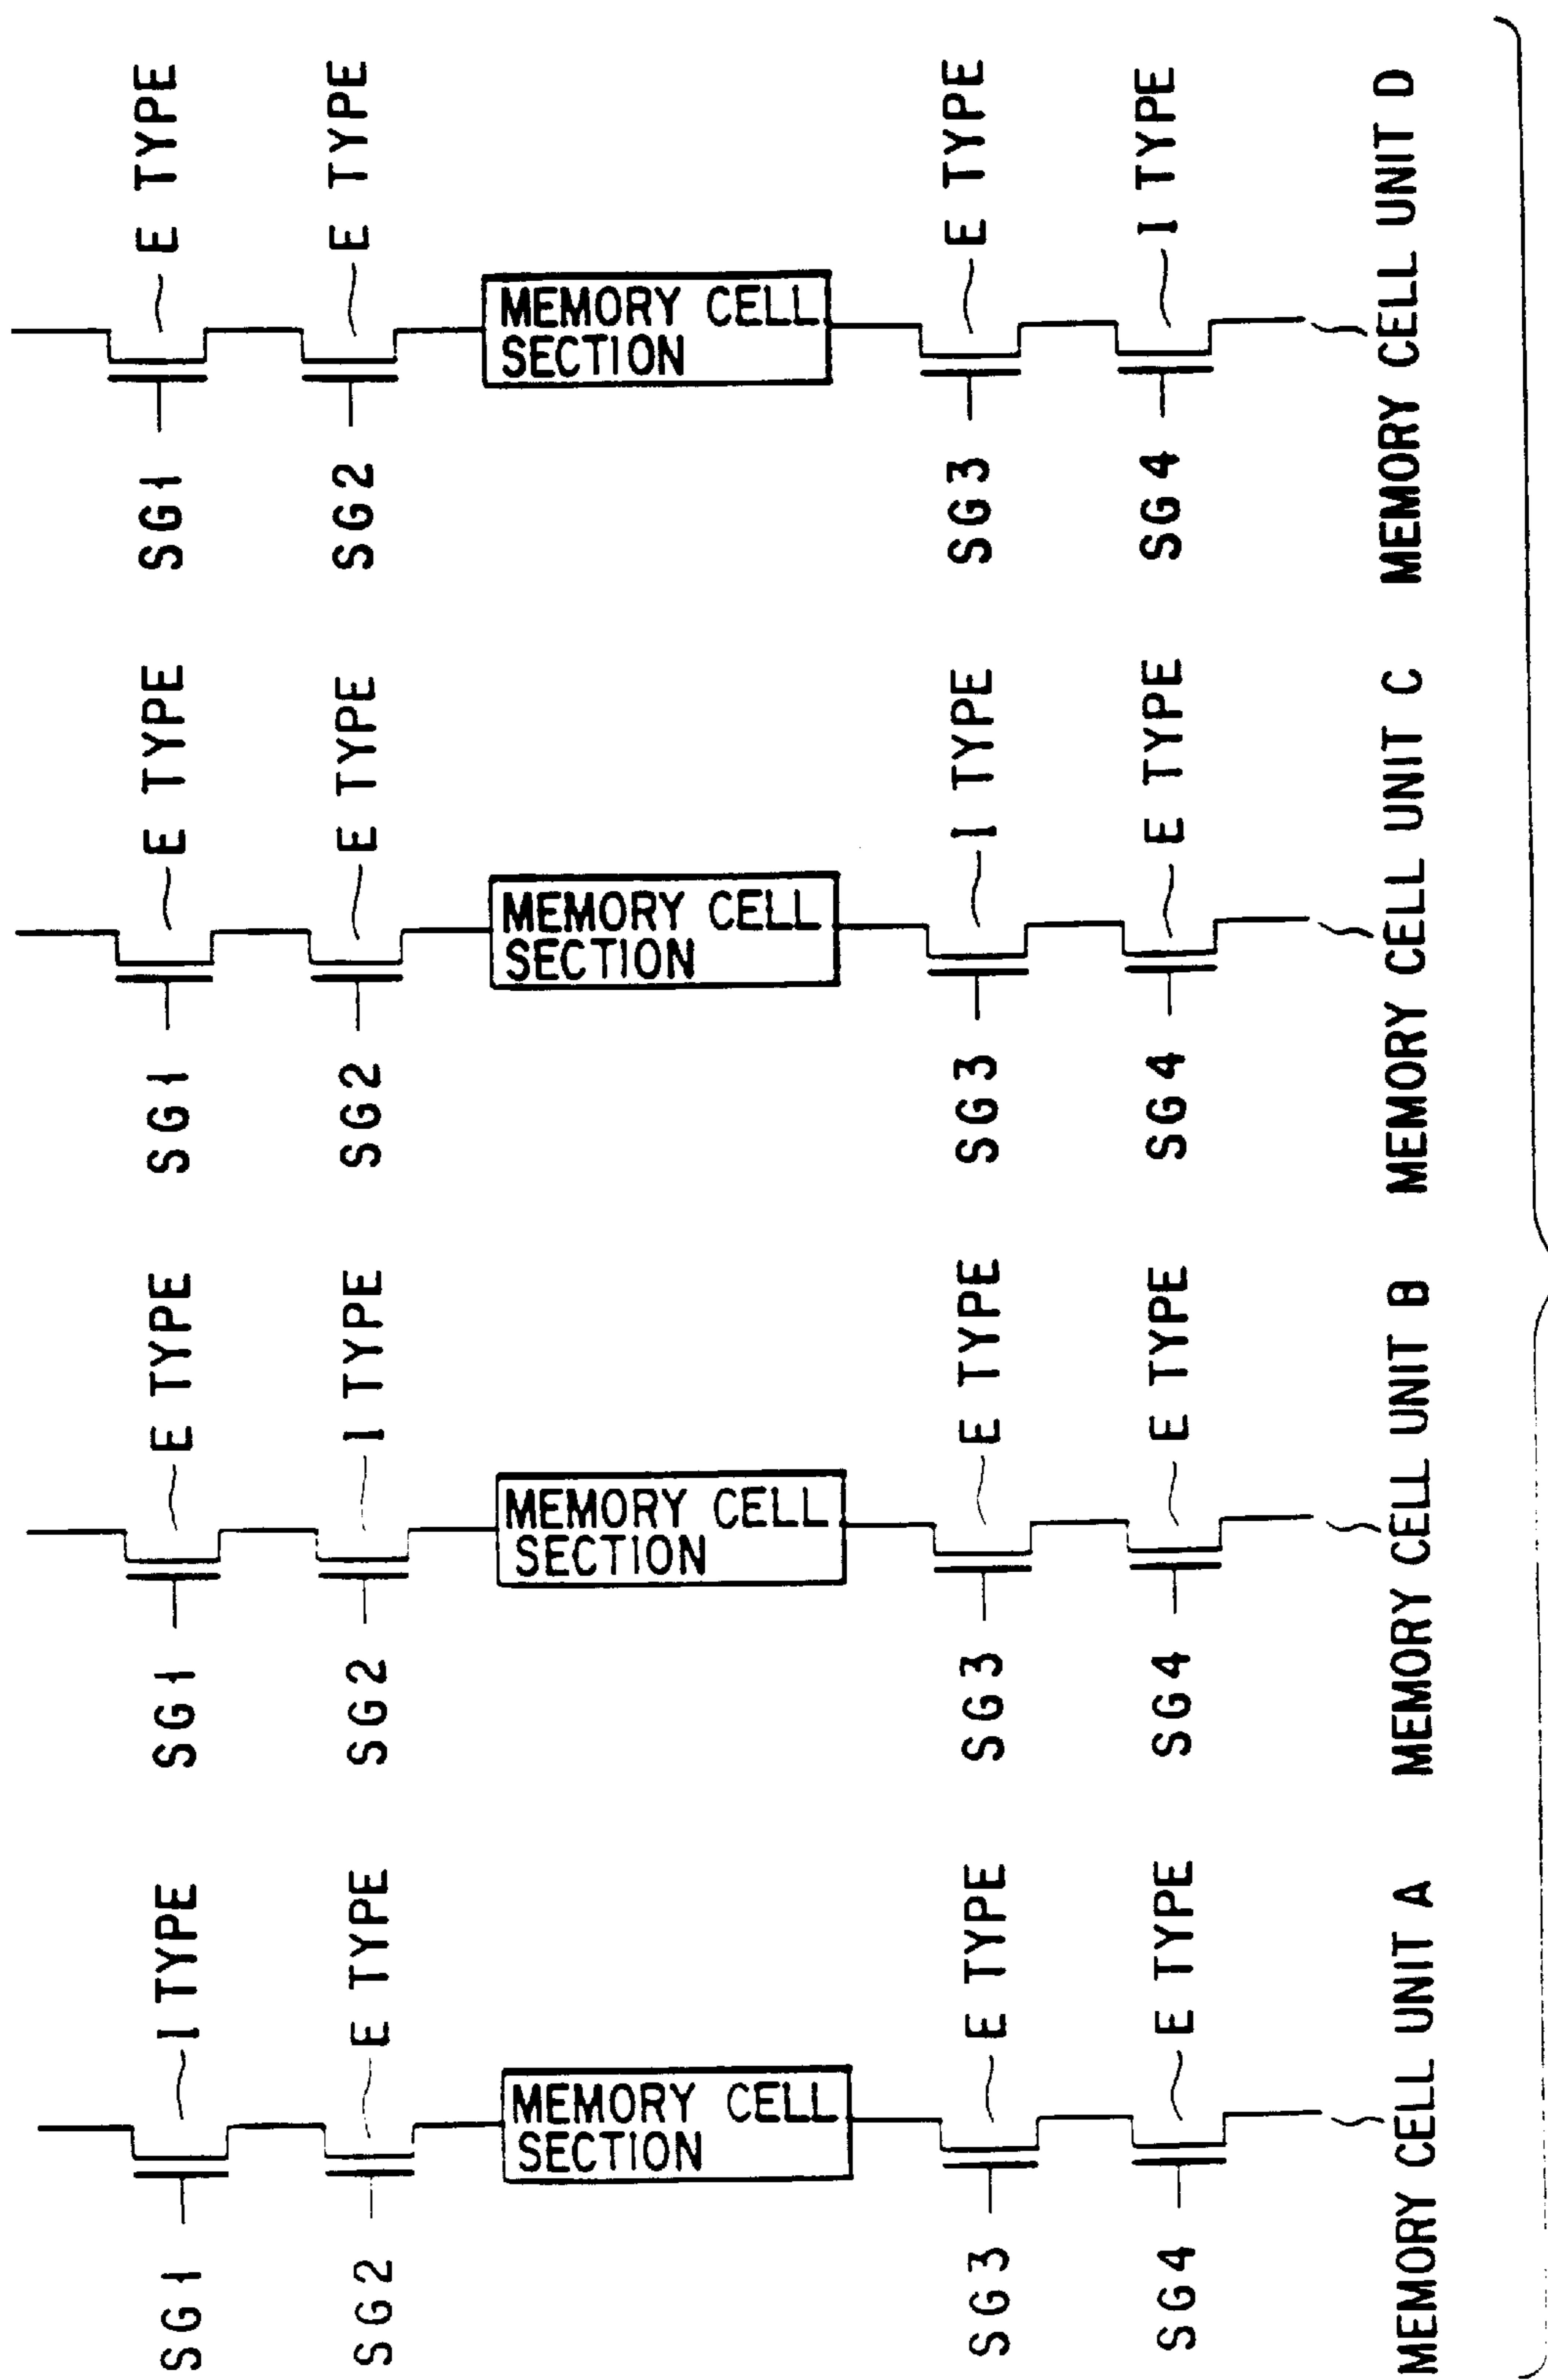 SG1 I TYPE
SG2 E TYPE
MEMORY CELL
SECTION
SG3 E TYPE
SG4 E TYPE
MEMORY CELL UNIT A
SG1 E TYPE
SG2 I TYPE
MEMORY CELL
SECTION
SG3 E TYPE
SG4 E TYPE
MEMORY CELL UNIT B
SG1 E TYPE
SG2 E TYPE
MEMORY CELL
SECTION
SG3 I TYPE
SG4 E TYPE
MEMORY CELL UNIT C
SG1 E TYPE
SG2 E TYPE
MEMORY CELL
SECTION
SG3 E TYPE
SG4 I TYPE
MEMORY CELL UNIT D